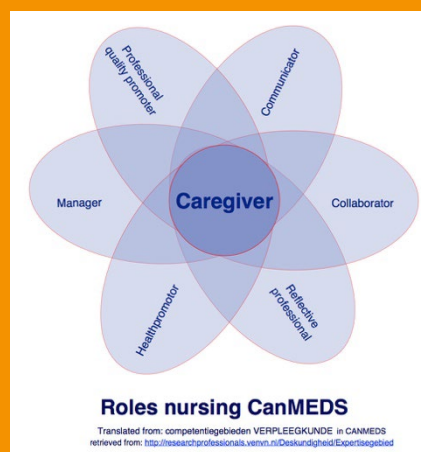 Professional
quality promoter
Communicator
Manager
Caregiver
Collaborator
Healthpromotor
Reflective
professional
Roles nursing CanMEDS
Translated from: competentiegebieden VERPLEEGKUNDE in CANMEDS
retrieved from: http://researchprofessionals.venvn.nl/Deskundigheid/Expertisegebied